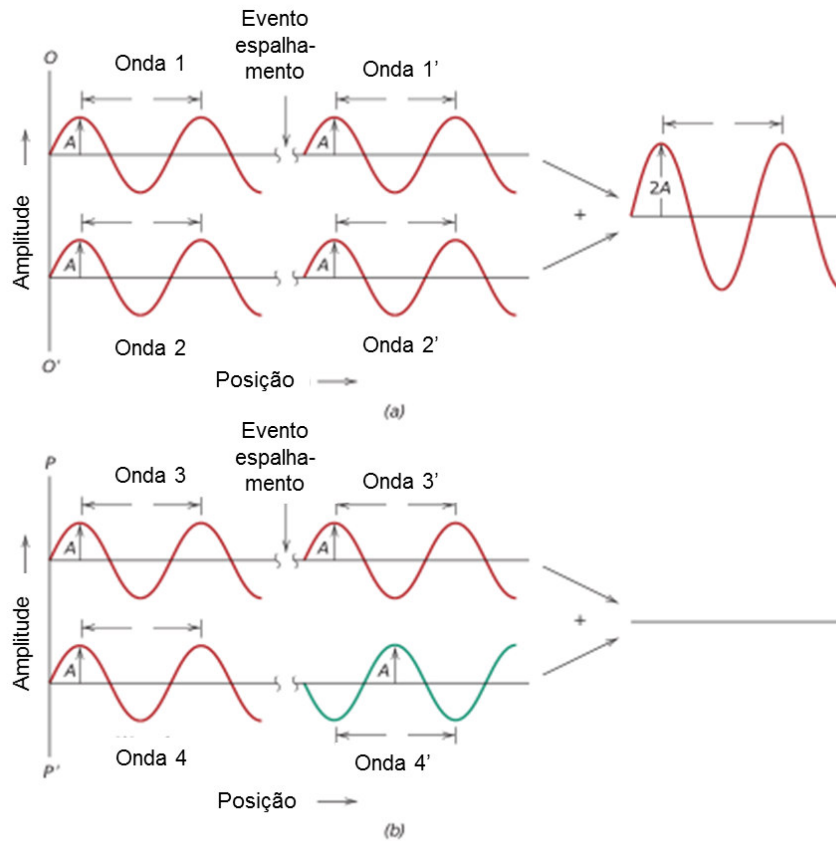 Evento
espalha-
mento
O
Onda 1
Onda 1'
A
A
2A
+
Amplitude
A
A
Onda 2
Onda 2'
O'
Posição
(a)
Evento
espalha-
mento
P
Onda 3
Onda 3'
A
A
+
Amplitude
A
A
Onda 4
Onda 4'
P'
Posição
(b)